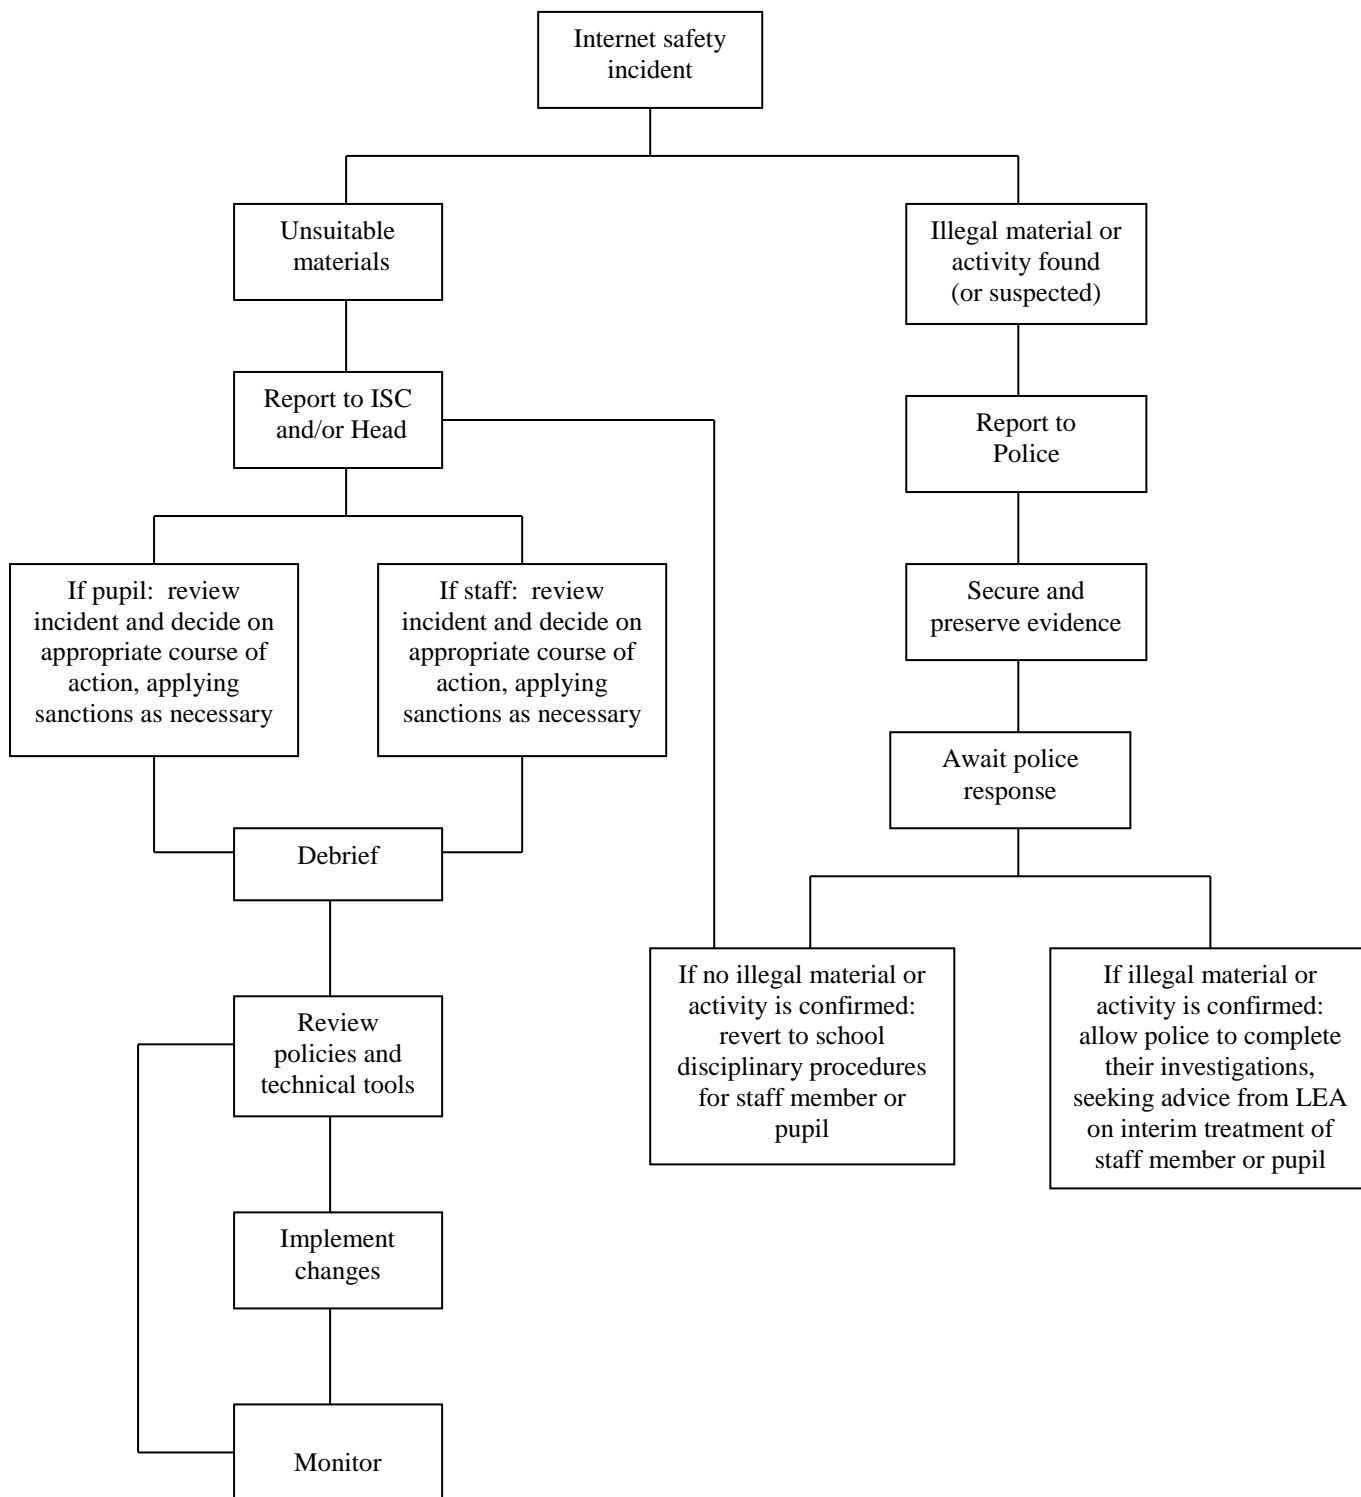 Internet safety
incident
Unsuitable
materials
Illegal material or
activity found
(or suspected)
Report to ISC
and/or Head
Report to
Police
If pupil:  review
incident and decide on
appropriate course of
action, applying
sanctions as necessary
If staff:  review
incident and decide on
appropriate course of
action, applying
sanctions as necessary
Secure and
preserve evidence
Await police
response
Debrief
If no illegal material or
activity is confirmed:
revert to school
disciplinary procedures
for staff member or
pupil
If illegal material or
activity is confirmed:
allow police to complete
their investigations,
seeking advice from LEA
on interim treatment of
staff member or pupil
Review
policies and
technical tools
Implement
changes
Monitor